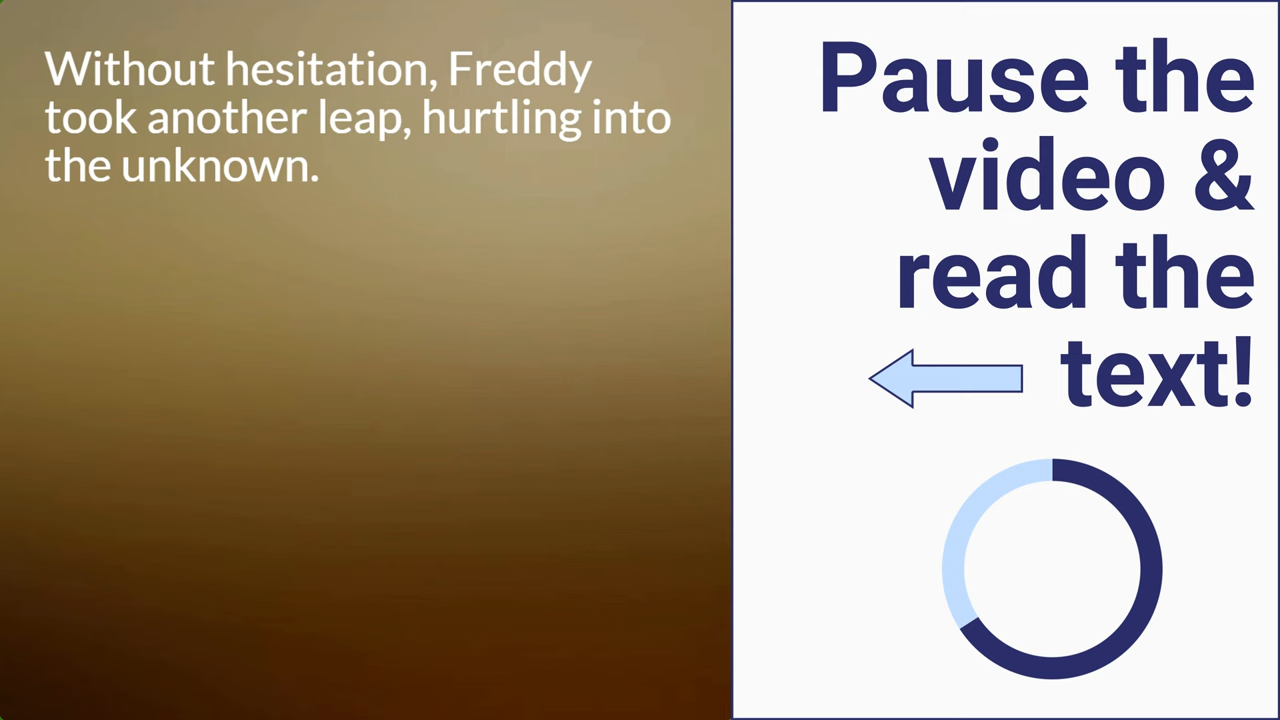 Without hesitation, Freddy
took another leap, hurtling into
the unknown.
Pause the
video &
read the
text!